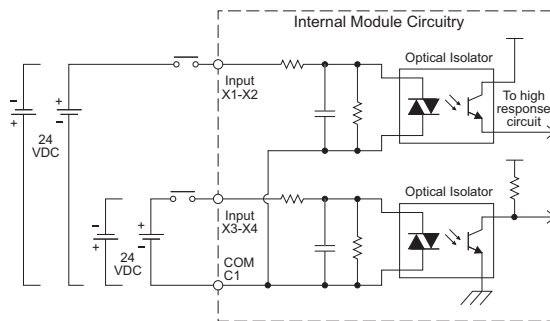 Internal Module Circuitry
Optical Isolator
Input
X1-X2
To high
response
circuit
-
+
+
-
24
VDC
Optical Isolator
Input
X3-X4
-
+
+
-
24
VDC
COM
C1